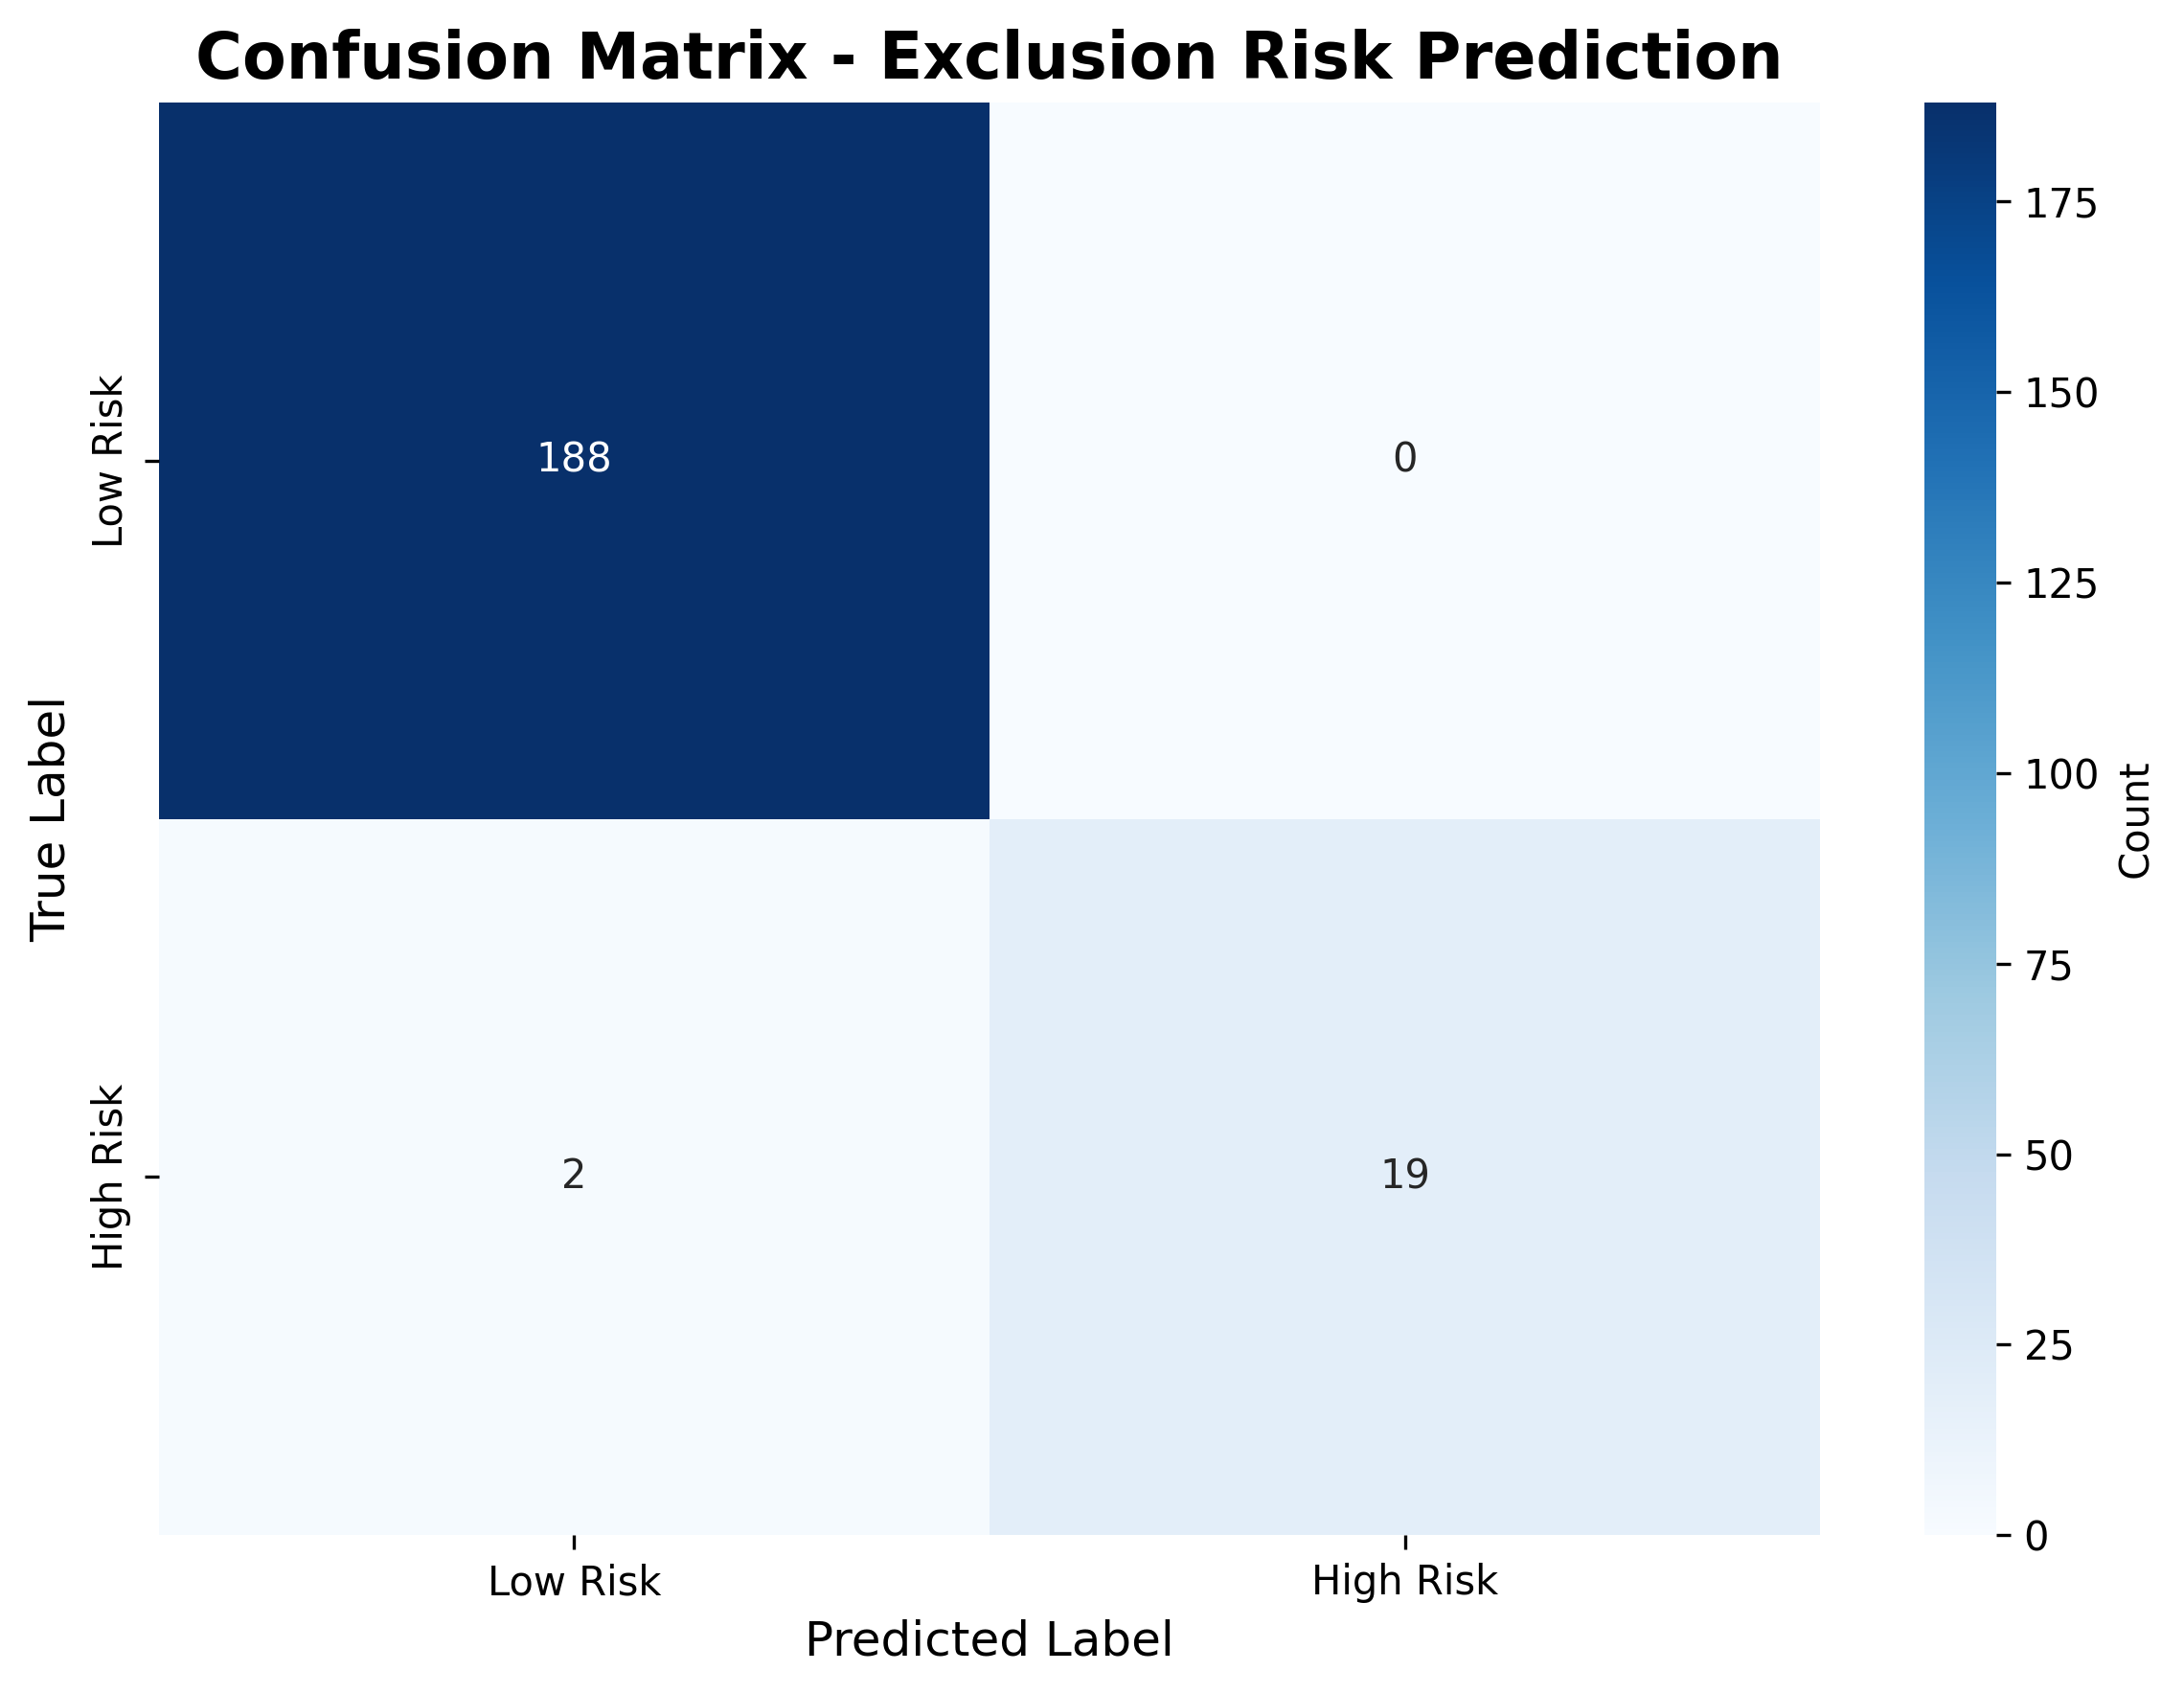 Confusion Matrix - Exclusion Risk Prediction
True Label
Low Risk
High Risk
188
0
2
19
Low Risk
High Risk
Predicted Label
175
150
125
100
75
50
25
0
Count